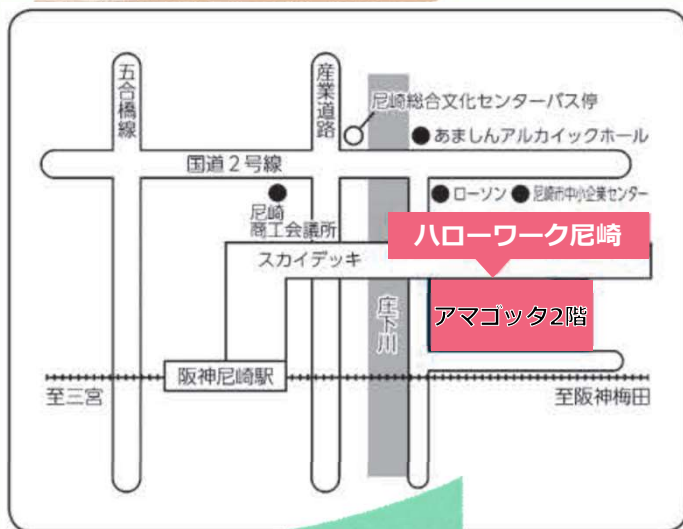 五合橋線
産業道路
尼崎総合文化センターバス停
あましんアルカイックホール
国道2号線
ローソン
尼崎市中小企業センター
尼崎
商工会議所
ハローワーク尼崎
スカイデッキ
庄下川
アマゴッタ2階
阪神尼崎駅
至三宮
至阪神梅田